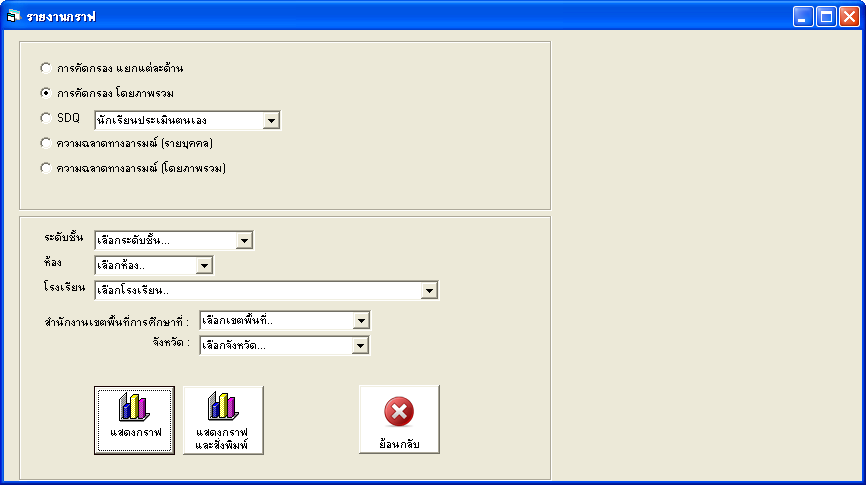 รายงานกราฟ
การคัดกรอง แยกแต่ละด้าน
การคัดกรอง โดยภาพรวม
SDQ นักเรียนประเมินตนเอง
ความฉลาดทางอารมณ์ (รายบุคคล)
ความฉลาดทางอารมณ์ (โดยภาพรวม)
ระดับชั้น เลือกระดับชั้น...
ห้อง เลือกห้อง..
โรงเรียน เลือกโรงเรียน..
สำนักงานเขตพื้นที่การศึกษาที่ : เลือกเขตพื้นที่..
จังหวัด : เลือกจังหวัด...
แสดงกราฟ
แสดงกราฟ
และสั่งพิมพ์
ย้อนกลับ